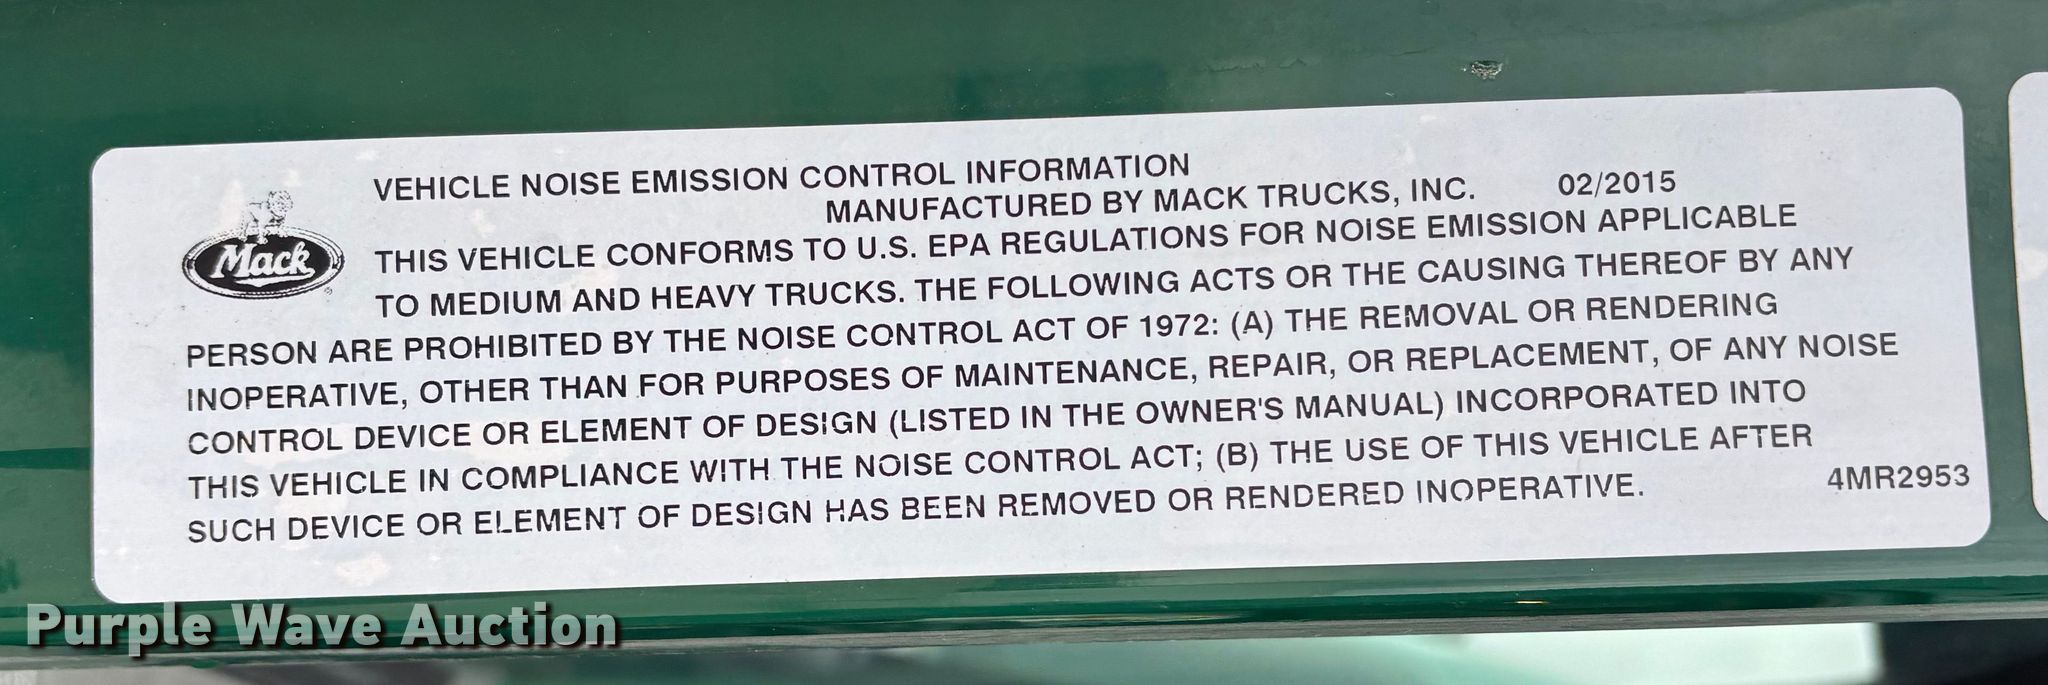 VEHICLE NOISE EMISSION CONTROL INFORMATION
MANUFACTURED BY MACK TRUCKS, INC. 02/2015
Mack
THIS VEHICLE CONFORMS TO U.S. EPA REGULATIONS FOR NOISE EMISSION APPLICABLE
TO MEDIUM AND HEAVY TRUCKS. THE FOLLOWING ACTS OR THE CAUSING THEREOF BY ANY
PERSON ARE PROHIBITED BY THE NOISE CONTROL ACT OF 1972: (A) THE REMOVAL OR RENDERING
INOPERATIVE, OTHER THAN FOR PURPOSES OF MAINTENANCE, REPAIR, OR REPLACEMENT, OF ANY NOISE
CONTROL DEVICE OR ELEMENT OF DESIGN (LISTED IN THE OWNER'S MANUAL) INCORPORATED INTO
THIS VEHICLE IN COMPLIANCE WITH THE NOISE CONTROL ACT; (B) THE USE OF THIS VEHICLE AFTER
SUCH DEVICE OR ELEMENT OF DESIGN HAS BEEN REMOVED OR RENDERED INOPERATIVE. 4MR2953
Purple Wave Auction